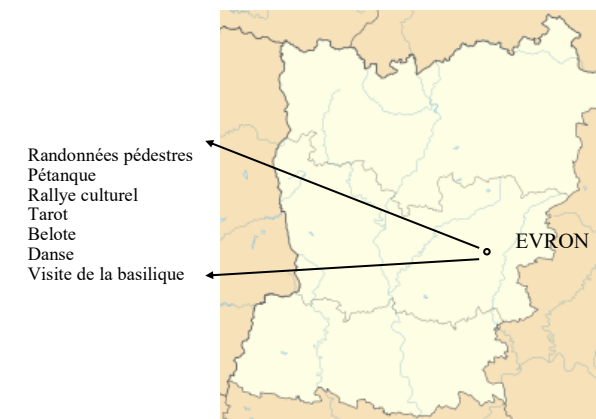 Randonnées pédestres
Pétanque
Rallye culturel
Tarot
Belote
Danse
Visite de la basilique
EVRON